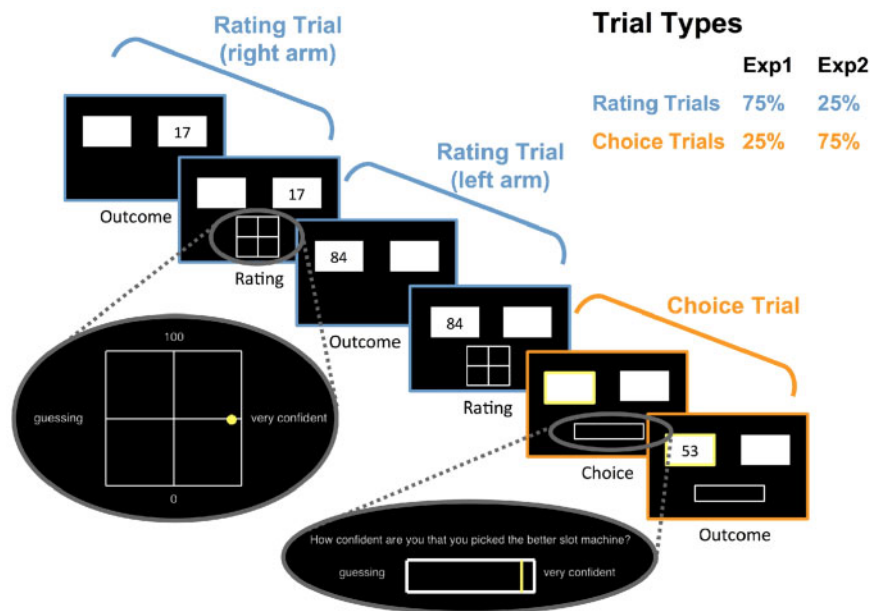 Rating Trial
(right arm)
Trial Types
Exp1 Exp2
Rating Trials 75% 25%
Choice Trials 25% 75%
17
Outcome
17
Rating
Rating Trial
(left arm)
84
Outcome
84
Rating
Choice Trial
Choice
53
Outcome
100
guessing very confident
0
How confident are you that you picked the better slot machine?
guessing very confident